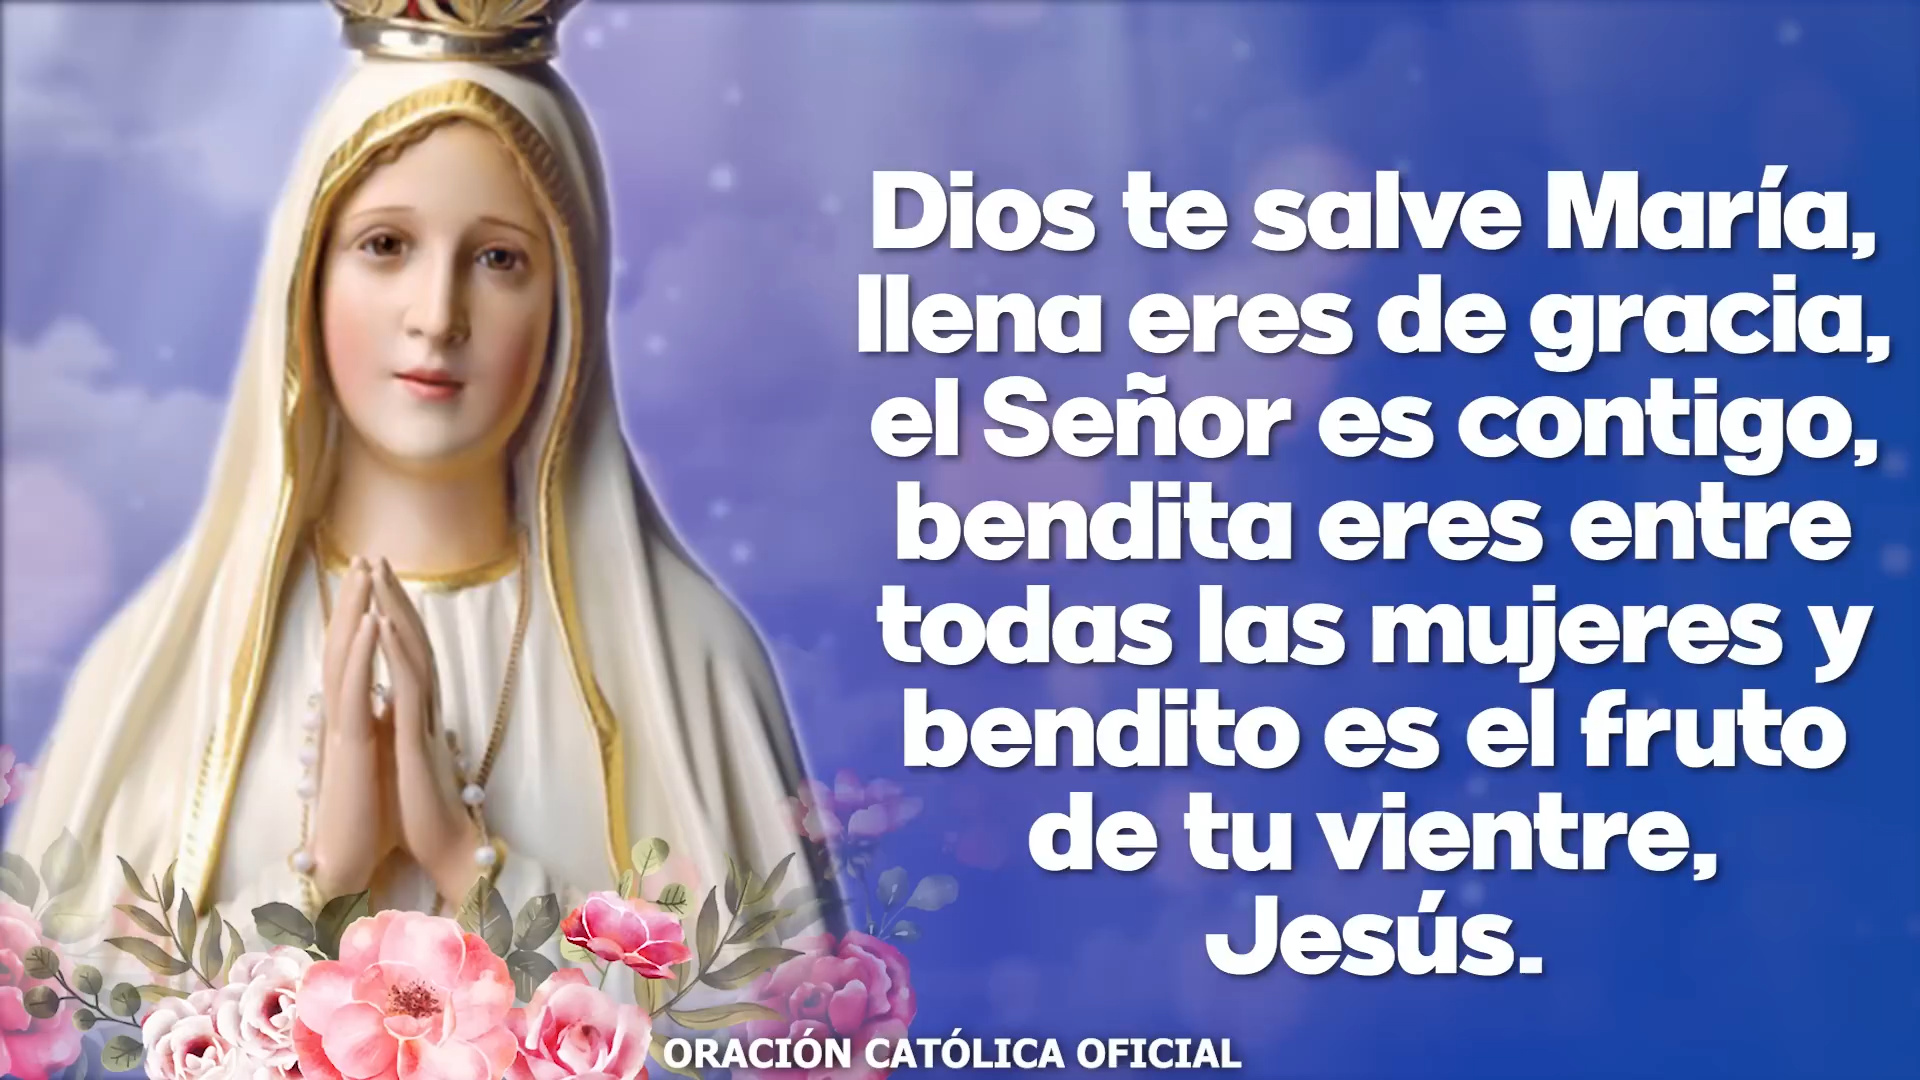 Dios te salve María,
llena eres de gracia,
el Señor es contigo,
bendita eres entre
todas las mujeres y
bendito es el fruto
de tu vientre,
Jesús.
ORACIÓN CATÓLICA OFICIAL